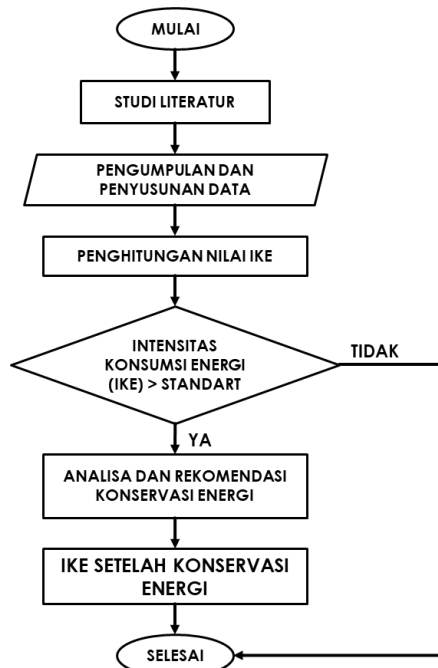 MULAI
STUDI LITERATUR
PENGUMPULAN DAN
PENYUSUNAN DATA
PENGHITUNGAN NILAI IKE
INTENSITAS
KONSUMSI ENERGI
(IKE) > STANDART
TIDAK
YA
ANALISA DAN REKOMENDASI
KONSERVASI ENERGI
IKE SETELAH KONSERVASI
ENERGI
SELESAI